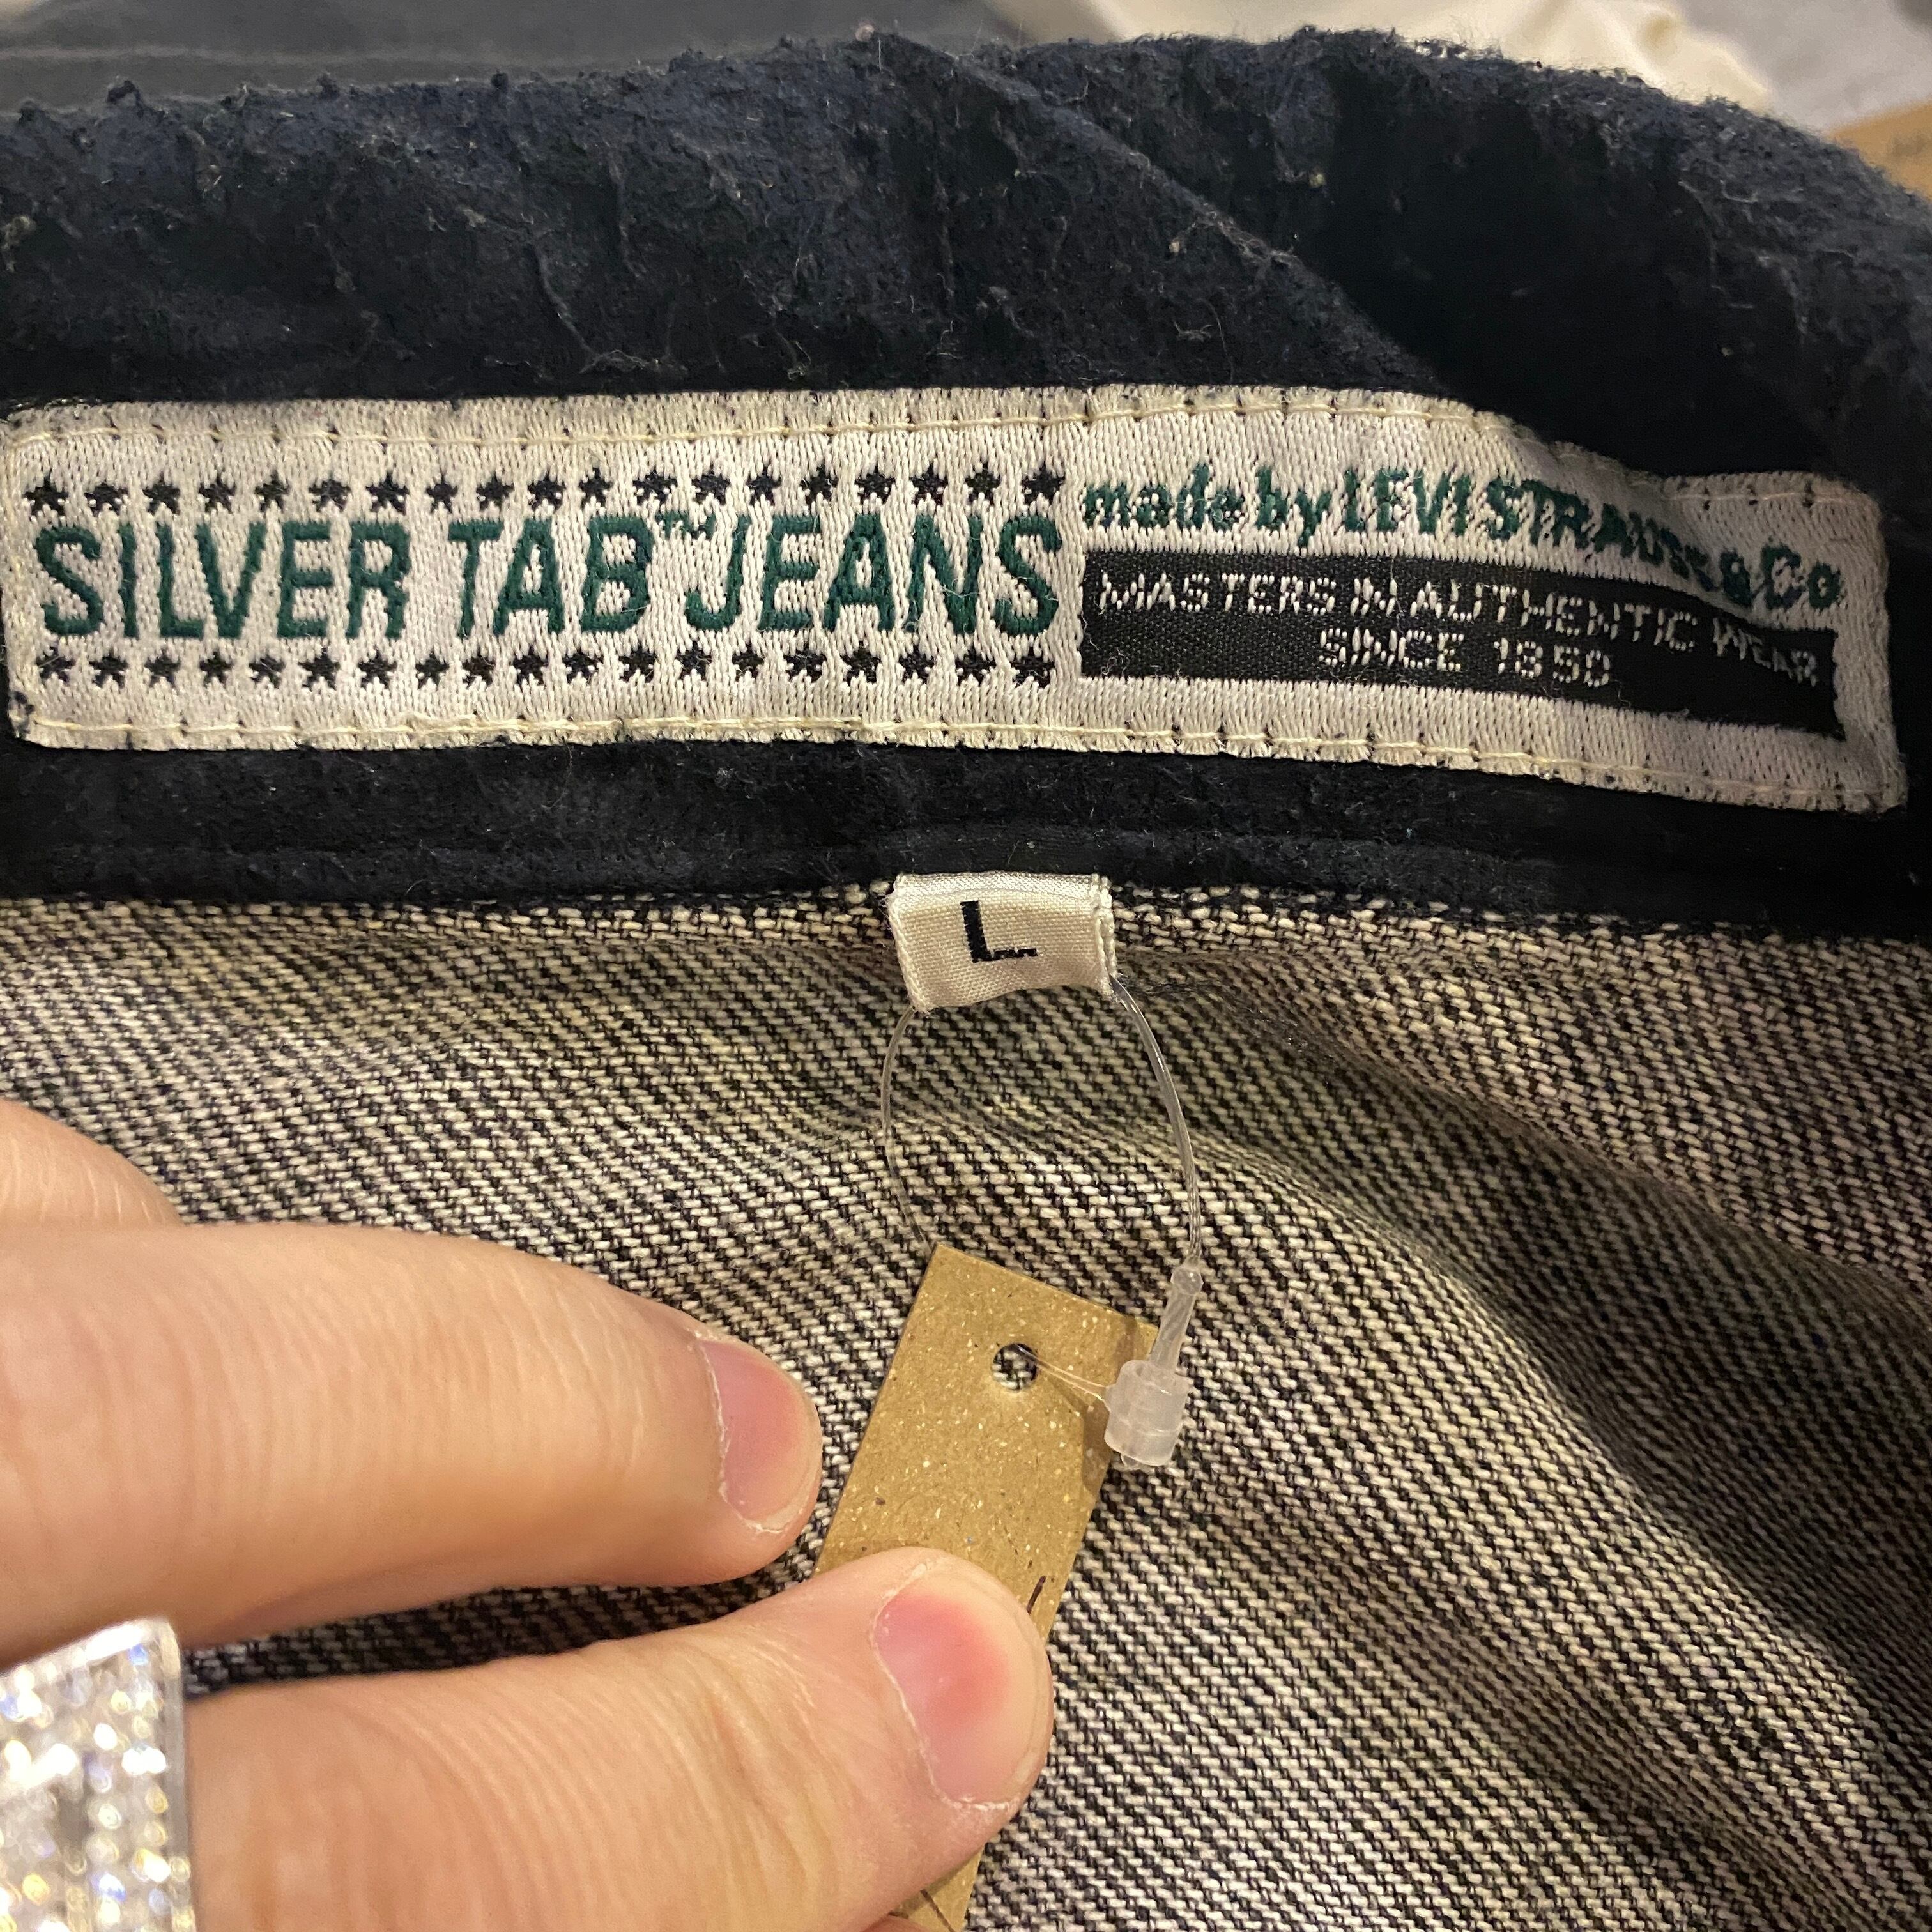 SILVER TAB™ JEANS
made by LEVI STRAUSS & Co
MASTERS IN AUTHENTIC WEAR
SINCE 1850
L